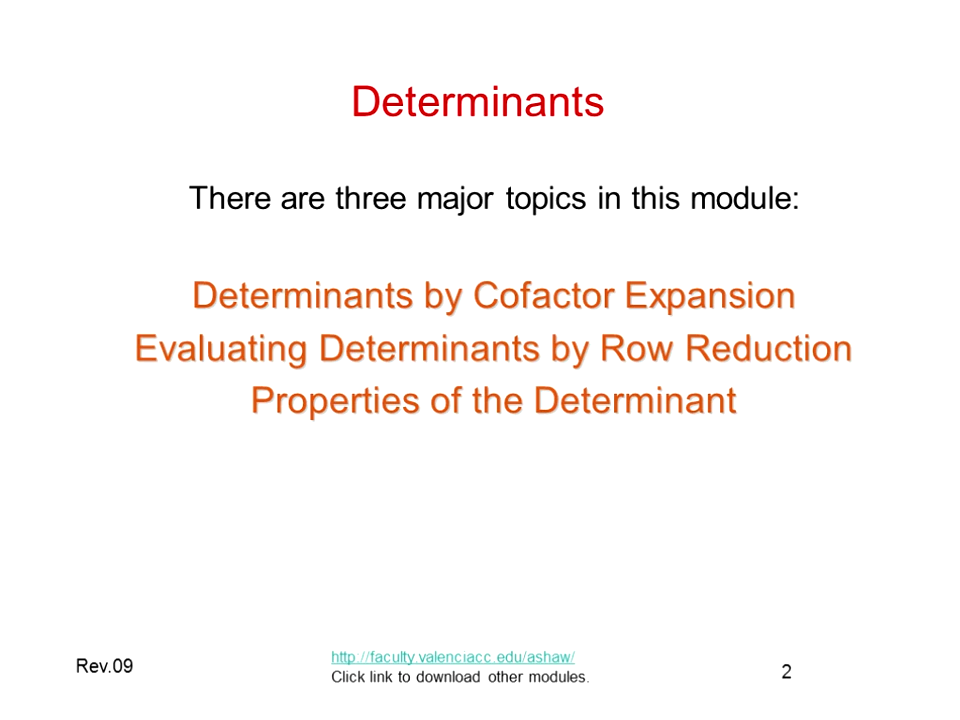 Determinants
There are three major topics in this module:
Determinants by Cofactor Expansion
Evaluating Determinants by Row Reduction
Properties of the Determinant
Rev.09
http://faculty.valenciacc.edu/ashaw/
Click link to download other modules.
2